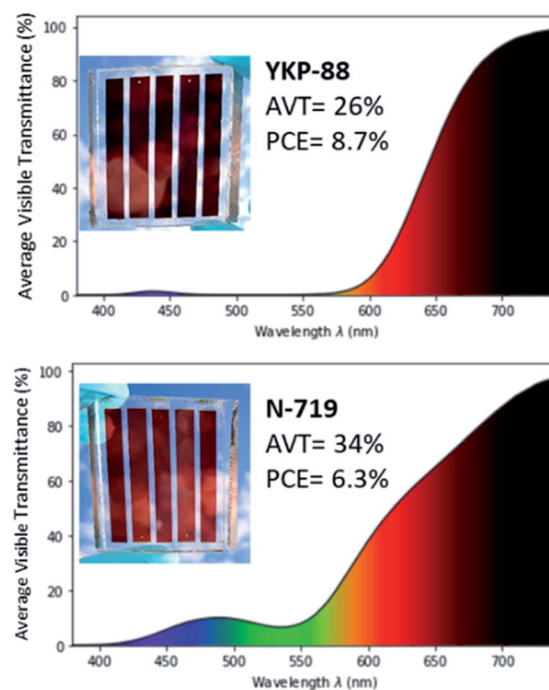 Average Visible Transmittance (%)
100
80
60
40
20
0
YKP-88
AVT= 26%
PCE= 8.7%
400 450 500 550 600 650 700
Wavelength λ (nm)
Average Visible Transmittance (%)
100
80
60
40
20
0
N-719
AVT= 34%
PCE= 6.3%
400 450 500 550 600 650 700
Wavelength λ (nm)